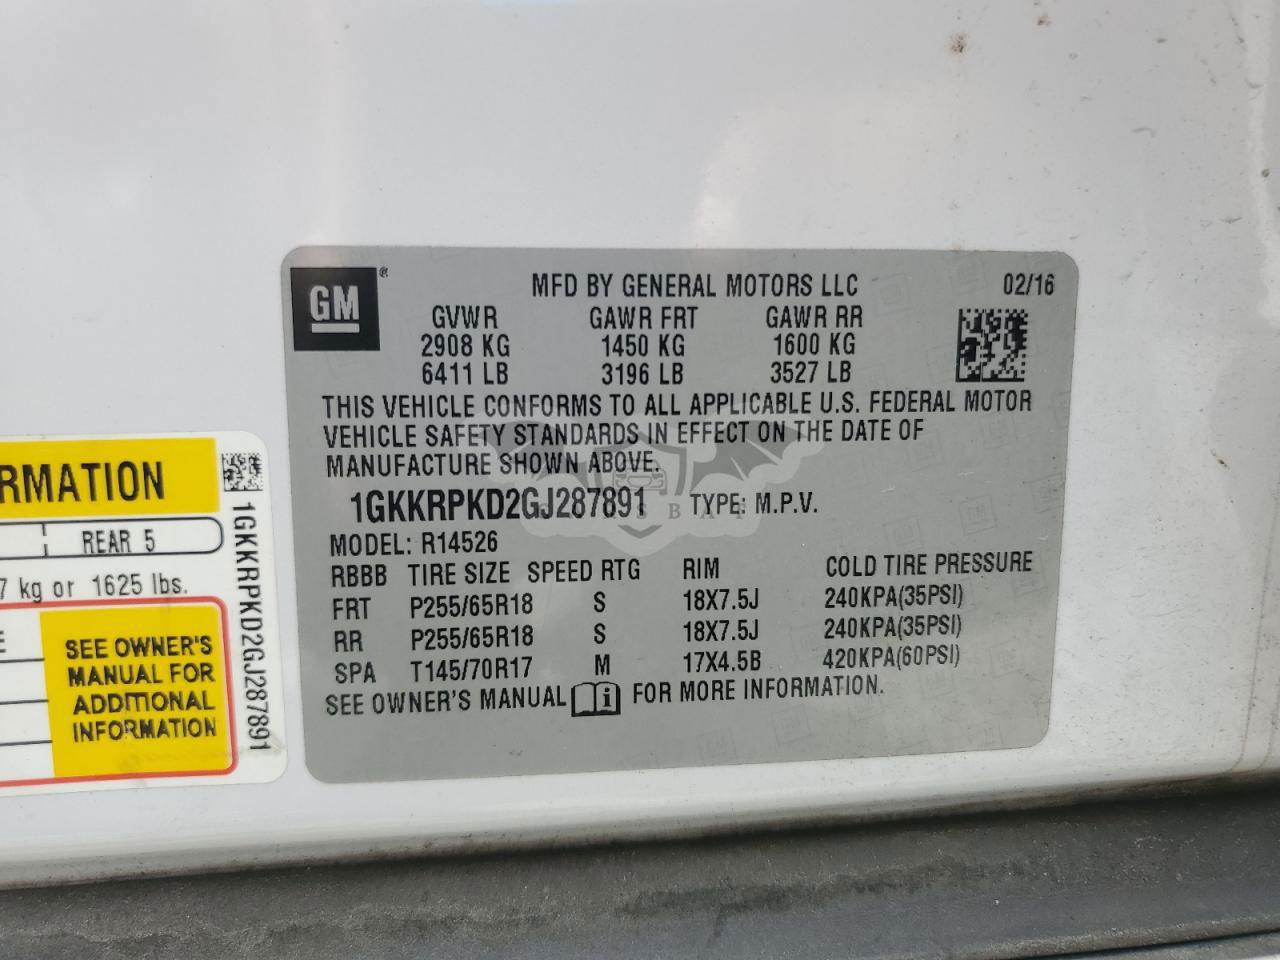 GM
®
MFD BY GENERAL MOTORS LLC 02/16
GVWR GAWR FRT GAWR RR
2908 KG 1450 KG 1600 KG
6411 LB 3196 LB 3527 LB
THIS VEHICLE CONFORMS TO ALL APPLICABLE U.S. FEDERAL MOTOR
VEHICLE SAFETY STANDARDS IN EFFECT ON THE DATE OF
MANUFACTURE SHOWN ABOVE.
1GKKRPKD2GJ287891 TYPE: M.P.V.
MODEL: R14526
RBBB TIRE SIZE SPEED RTG RIM COLD TIRE PRESSURE
FRT P255/65R18 S 18X7.5J 240KPA(35PSI)
RR P255/65R18 S 18X7.5J 240KPA(35PSI)
SPA T145/70R17 M 17X4.5B 420KPA(60PSI)
SEE OWNER'S MANUAL i FOR MORE INFORMATION.
RMATION
REAR 5
7 kg or 1625 lbs.
E
SEE OWNER'S
MANUAL FOR
ADDITIONAL
INFORMATION
1GKKRPKD2GJ287891